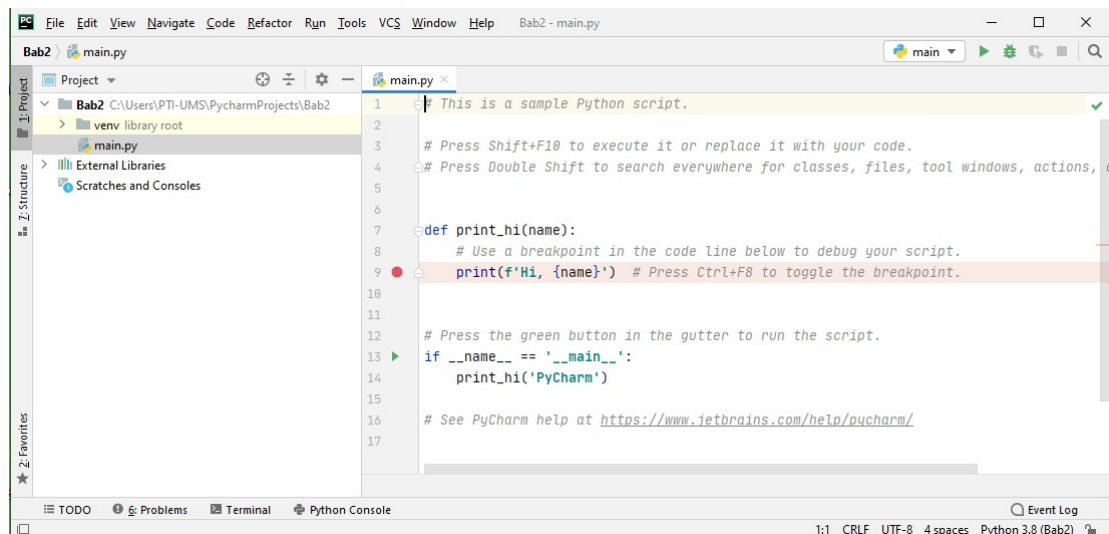 PC File Edit View Navigate Code Refactor Run Tools VCS Window Help Bab2 - main.py
Bab2 main.py main
1: Project
Project
Bab2 C:\Users\PTI-UMS\PycharmProjects\Bab2
venv library root
main.py
External Libraries
Scratches and Consoles
7: Structure
2: Favorites
main.py
1 # This is a sample Python script.
2
3 # Press Shift+F10 to execute it or replace it with your code.
4 # Press Double Shift to search everywhere for classes, files, tool windows, actions,
5
6
7 def print_hi(name):
8 # Use a breakpoint in the code line below to debug your script.
9 print(f'Hi, {name}') # Press Ctrl+F8 to toggle the breakpoint.
10
11
12 # Press the green button in the gutter to run the script.
13 if __name__ == '__main__':
14 print_hi('PyCharm')
15
16 # See PyCharm help at https://www.jetbrains.com/help/pycharm/
17
TODO 6: Problems Terminal Python Console Event Log
1:1 CRLF UTF-8 4 spaces Python 3.8 (Bab2)